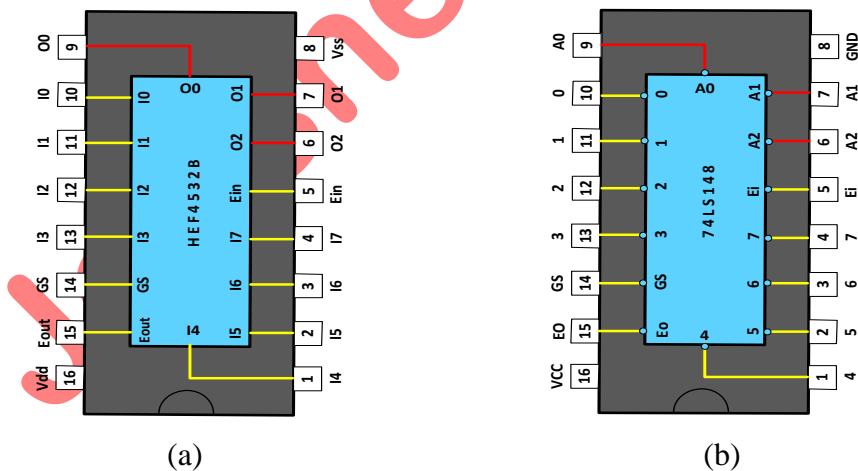 O0 9 8 Vss
O0
I0 10 I0 O1 7 O1
I1 11 I1 O2 6 O2
I2 12 I2 Ein 5 Ein
HEF4532B
I3 13 I3 I7 4 I7
GS 14 GS I6 3 I6
Eout 15 Eout I5 2 I5
I4
Vdd 16 1 I4
(a)
A0 9 8 GND
A0
0 10 0 A1 7 A1
1 11 1 A2 6 A2
2 12 2 Ei 5 Ei
74LS148
3 13 3 7 4 7
GS 14 GS 6 3 6
EO 15 Eo 5 2 5
4
VCC 16 1 4
(b)